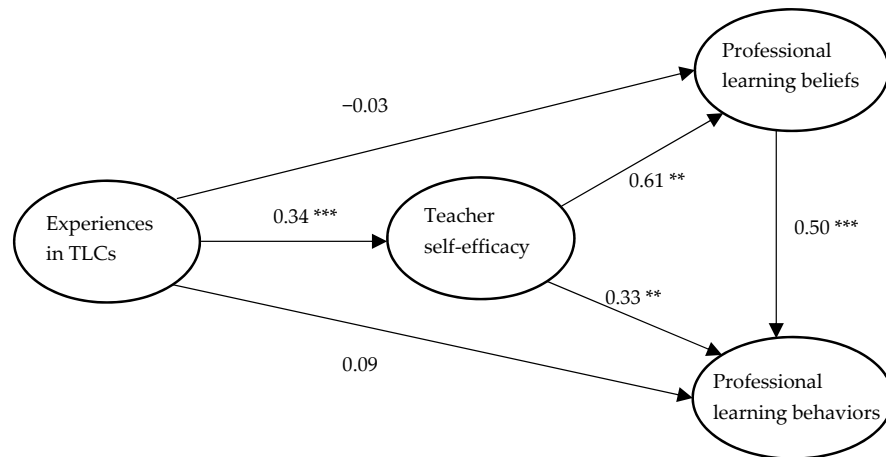 Professional
learning beliefs
−0.03
0.61 **
Experiences
in TLCs
0.34 ***
Teacher
self-efficacy
0.50 ***
0.33 **
0.09
Professional
learning behaviors